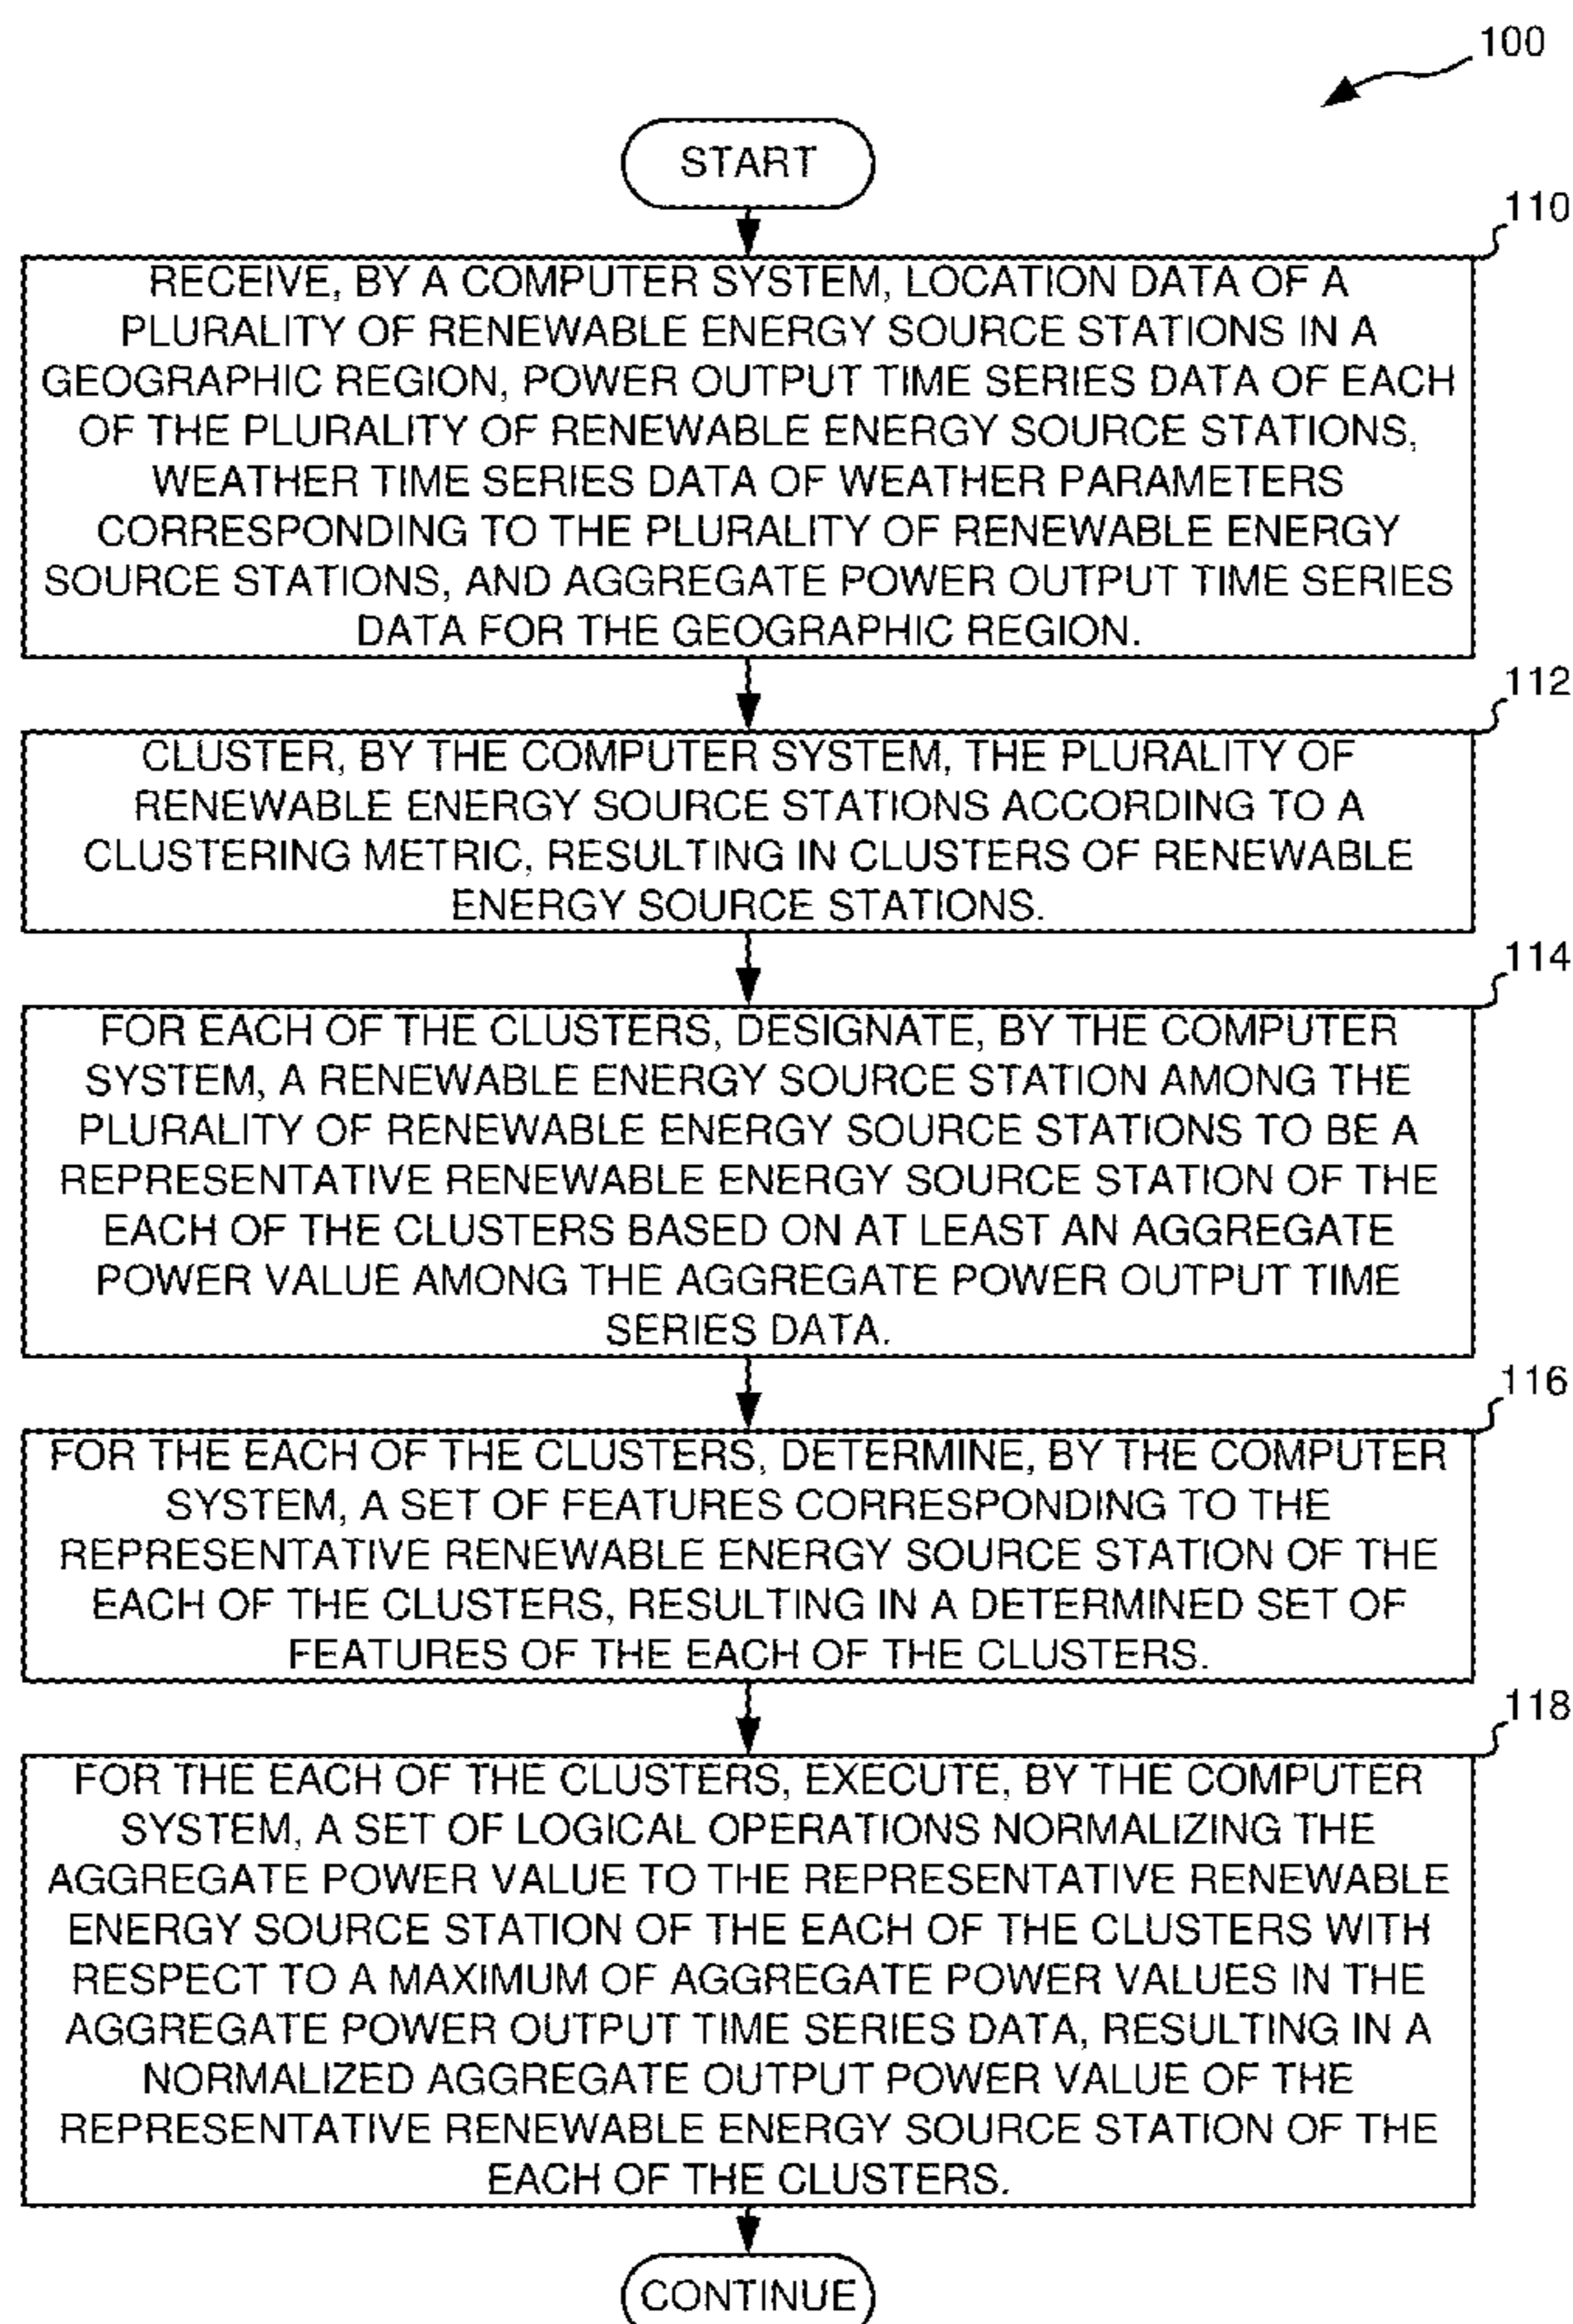 100
START
110
RECEIVE, BY A COMPUTER SYSTEM, LOCATION DATA OF A
PLURALITY OF RENEWABLE ENERGY SOURCE STATIONS IN A
GEOGRAPHIC REGION, POWER OUTPUT TIME SERIES DATA OF EACH
OF THE PLURALITY OF RENEWABLE ENERGY SOURCE STATIONS,
WEATHER TIME SERIES DATA OF WEATHER PARAMETERS
CORRESPONDING TO THE PLURALITY OF RENEWABLE ENERGY
SOURCE STATIONS, AND AGGREGATE POWER OUTPUT TIME SERIES
DATA FOR THE GEOGRAPHIC REGION.
112
CLUSTER, BY THE COMPUTER SYSTEM, THE PLURALITY OF
RENEWABLE ENERGY SOURCE STATIONS ACCORDING TO A
CLUSTERING METRIC, RESULTING IN CLUSTERS OF RENEWABLE
ENERGY SOURCE STATIONS.
114
FOR EACH OF THE CLUSTERS, DESIGNATE, BY THE COMPUTER
SYSTEM, A RENEWABLE ENERGY SOURCE STATION AMONG THE
PLURALITY OF RENEWABLE ENERGY SOURCE STATIONS TO BE A
REPRESENTATIVE RENEWABLE ENERGY SOURCE STATION OF THE
EACH OF THE CLUSTERS BASED ON AT LEAST AN AGGREGATE
POWER VALUE AMONG THE AGGREGATE POWER OUTPUT TIME
SERIES DATA.
116
FOR THE EACH OF THE CLUSTERS, DETERMINE, BY THE COMPUTER
SYSTEM, A SET OF FEATURES CORRESPONDING TO THE
REPRESENTATIVE RENEWABLE ENERGY SOURCE STATION OF THE
EACH OF THE CLUSTERS, RESULTING IN A DETERMINED SET OF
FEATURES OF THE EACH OF THE CLUSTERS.
118
FOR THE EACH OF THE CLUSTERS, EXECUTE, BY THE COMPUTER
SYSTEM, A SET OF LOGICAL OPERATIONS NORMALIZING THE
AGGREGATE POWER VALUE TO THE REPRESENTATIVE RENEWABLE
ENERGY SOURCE STATION OF THE EACH OF THE CLUSTERS WITH
RESPECT TO A MAXIMUM OF AGGREGATE POWER VALUES IN THE
AGGREGATE POWER OUTPUT TIME SERIES DATA, RESULTING IN A
NORMALIZED AGGREGATE OUTPUT POWER VALUE OF THE
REPRESENTATIVE RENEWABLE ENERGY SOURCE STATION OF THE
EACH OF THE CLUSTERS.
CONTINUE